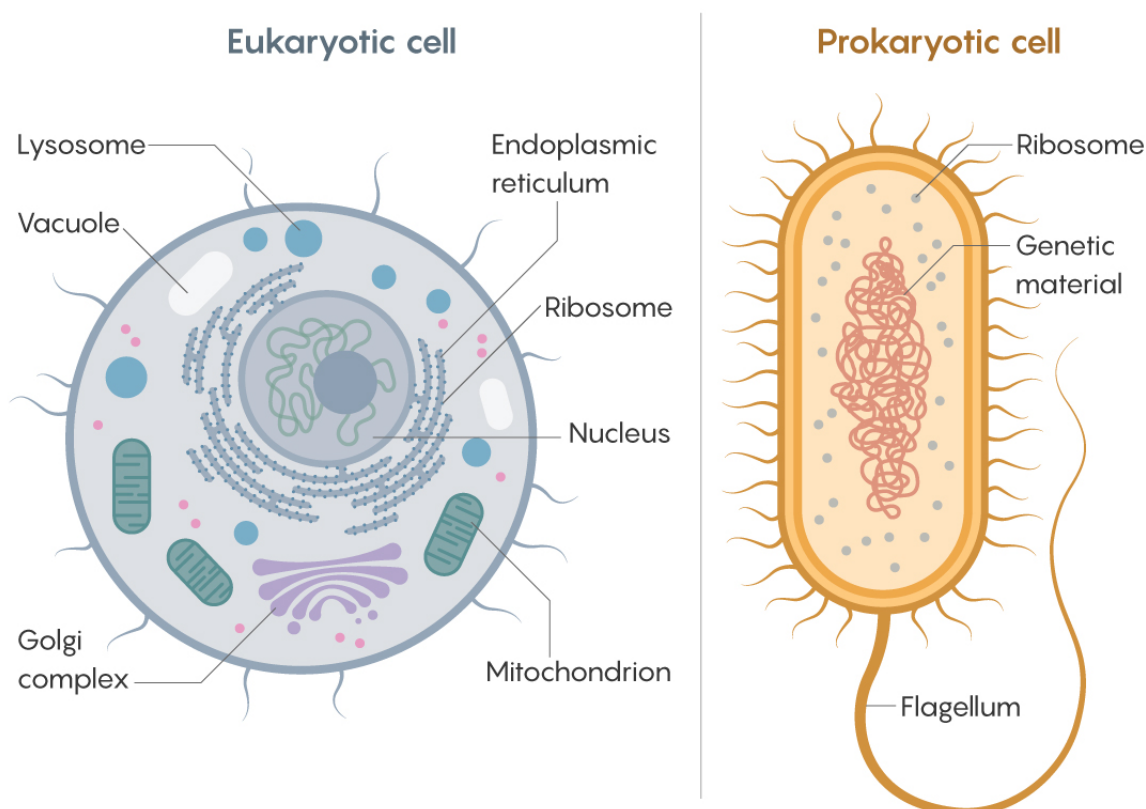 Eukaryotic cell
Lysosome
Vacuole
Endoplasmic
reticulum
Ribosome
Nucleus
Golgi
complex
Mitochondrion
Prokaryotic cell
Ribosome
Genetic
material
Flagellum